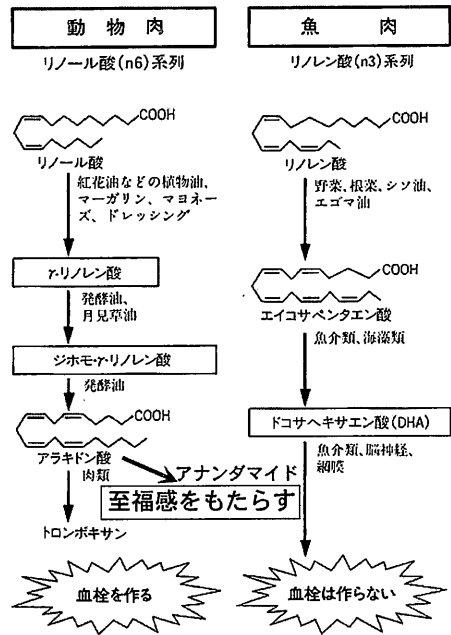 動物肉
リノール酸(n6)系列
COOH
リノール酸
紅花油などの植物油、
マーガリン、マヨネー
ズ、ドレッシング
γ-リノレン酸
発酵油、
月見草油
ジホモ-γ-リノレン酸
発酵油
COOH
アラキドン酸
肉類
アナンダマイド
至福感をもたらす
トロンボキサン
血栓を作る
魚肉
リノレン酸(n3)系列
COOH
リノレン酸
野菜、根菜、シソ油、
エゴマ油
COOH
エイコサペンタエン酸
魚介類、海藻類
ドコサヘキサエン酸(DHA)
魚介類、脳神経、
網膜
血栓は作らない